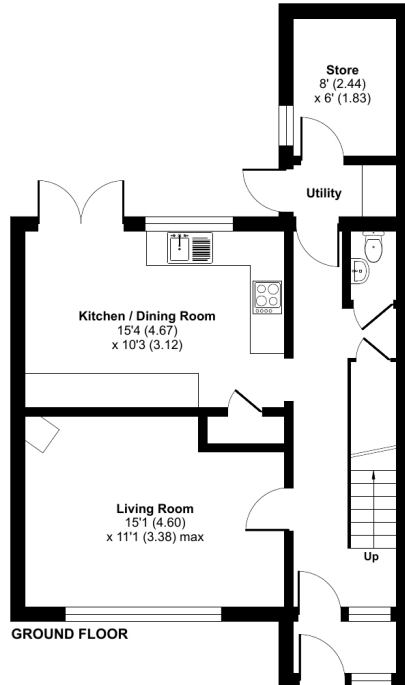 Store
8' (2.44)
x 6' (1.83)
Utility
Kitchen / Dining Room
15'4 (4.67)
x 10'3 (3.12)
Living Room
15'1 (4.60)
x 11'1 (3.38) max
Up
GROUND FLOOR